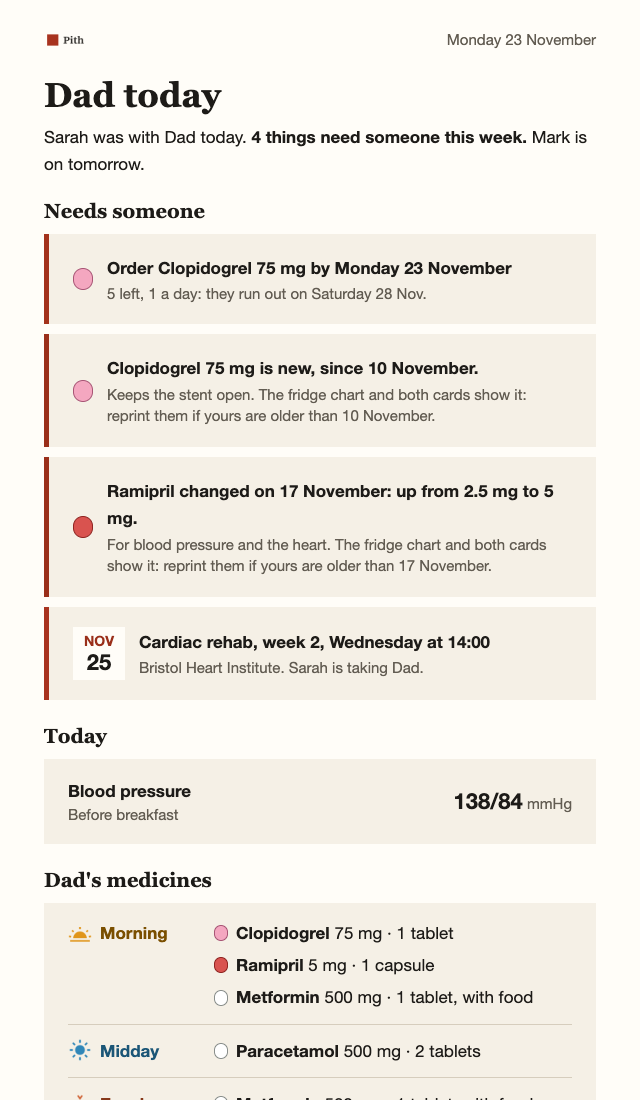 Pith
Monday 23 November
Dad today
Sarah was with Dad today. 4 things need someone this week. Mark is
on tomorrow.
Needs someone
Order Clopidogrel 75 mg by Monday 23 November
5 left, 1 a day: they run out on Saturday 28 Nov.
Clopidogrel 75 mg is new, since 10 November.
Keeps the stent open. The fridge chart and both cards show it:
reprint them if yours are older than 10 November.
Ramipril changed on 17 November: up from 2.5 mg to 5
mg.
For blood pressure and the heart. The fridge chart and both cards
show it: reprint them if yours are older than 17 November.
NOV
25
Cardiac rehab, week 2, Wednesday at 14:00
Bristol Heart Institute. Sarah is taking Dad.
Today
Blood pressure
Before breakfast
138/84 mmHg
Dad's medicines
Morning
Clopidogrel 75 mg · 1 tablet
Ramipril 5 mg · 1 capsule
Metformin 500 mg · 1 tablet, with food
Midday
Paracetamol 500 mg · 2 tablets